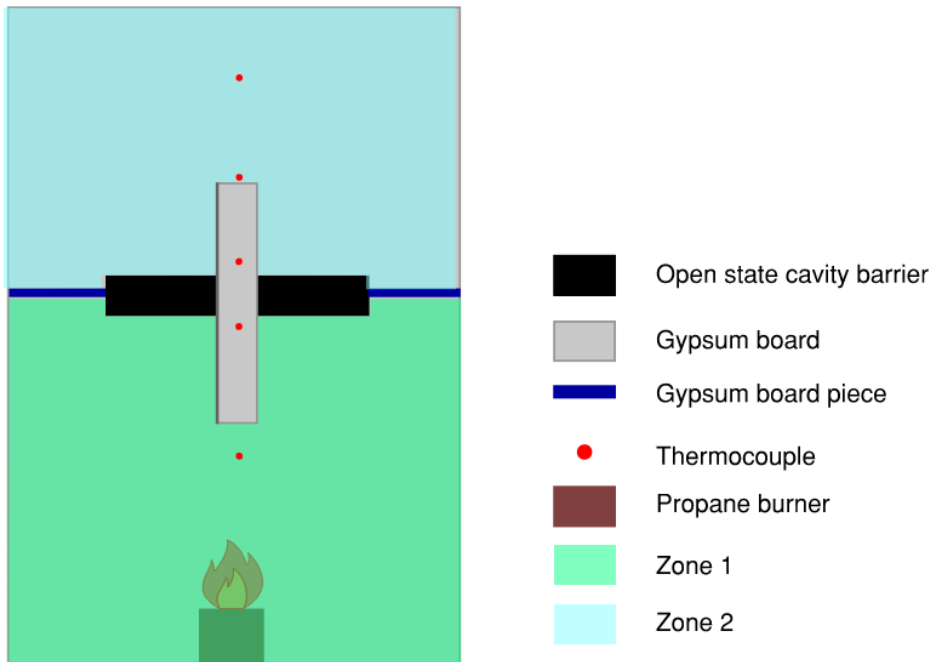 Open state cavity barrier
Gypsum board
Gypsum board piece
Thermocouple
Propane burner
Zone 1
Zone 2